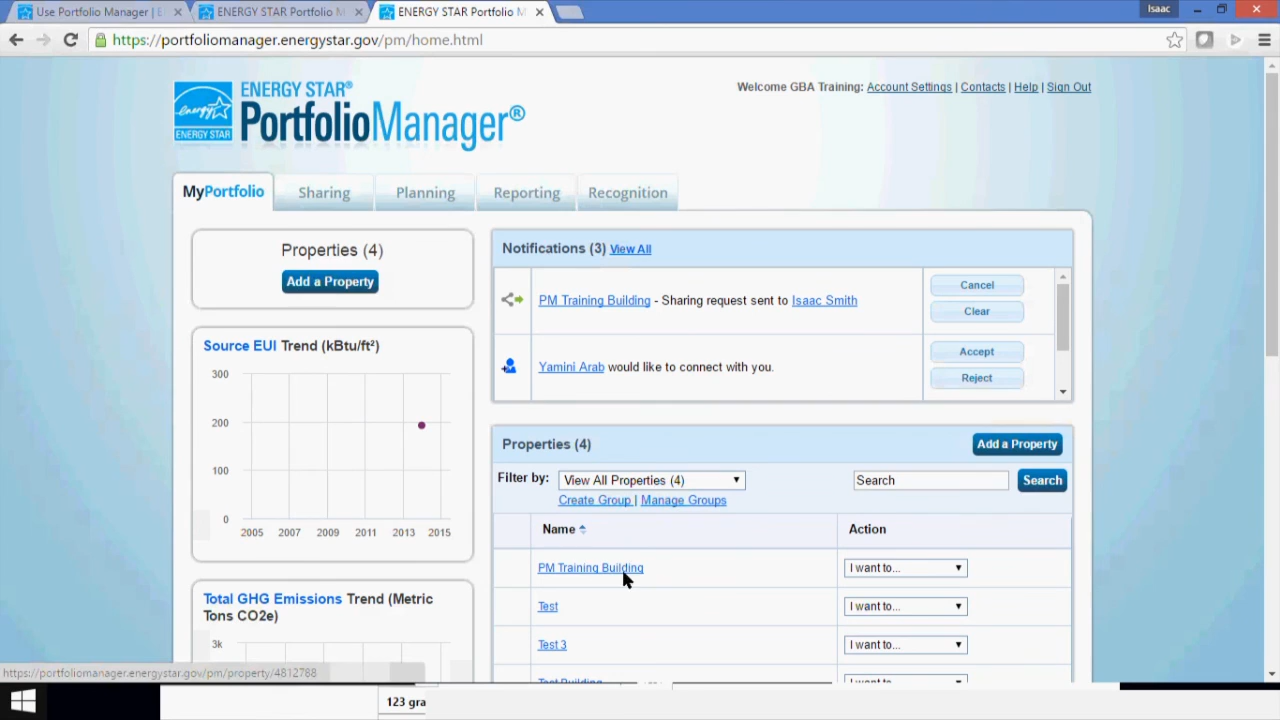 Use Portfolio Manager | E
ENERGY STAR Portfolio M
ENERGY STAR Portfolio M
Isaac
https://portfoliomanager.energystar.gov/pm/home.html
ENERGY STAR®
PortfolioManager®
energy
ENERGY STAR
Welcome GBA Training: Account Settings | Contacts | Help | Sign Out
MyPortfolio
Sharing
Planning
Reporting
Recognition
Properties (4)
Add a Property
Source EUI Trend (kBtu/ft²)
300
200
100
0
2005 2007 2009 2011 2013 2015
Total GHG Emissions Trend (Metric
Tons CO2e)
3k
Notifications (3) View All
PM Training Building - Sharing request sent to Isaac Smith
Cancel
Clear
Yamini Arab would like to connect with you.
Accept
Reject
Properties (4)
Add a Property
Filter by: View All Properties (4)
Search
Search
Create Group | Manage Groups
Name
Action
PM Training Building
I want to...
Test
I want to...
Test 3
I want to...
Test Building
I want to...
https://portfoliomanager.energystar.gov/pm/property/4812788
123 gra